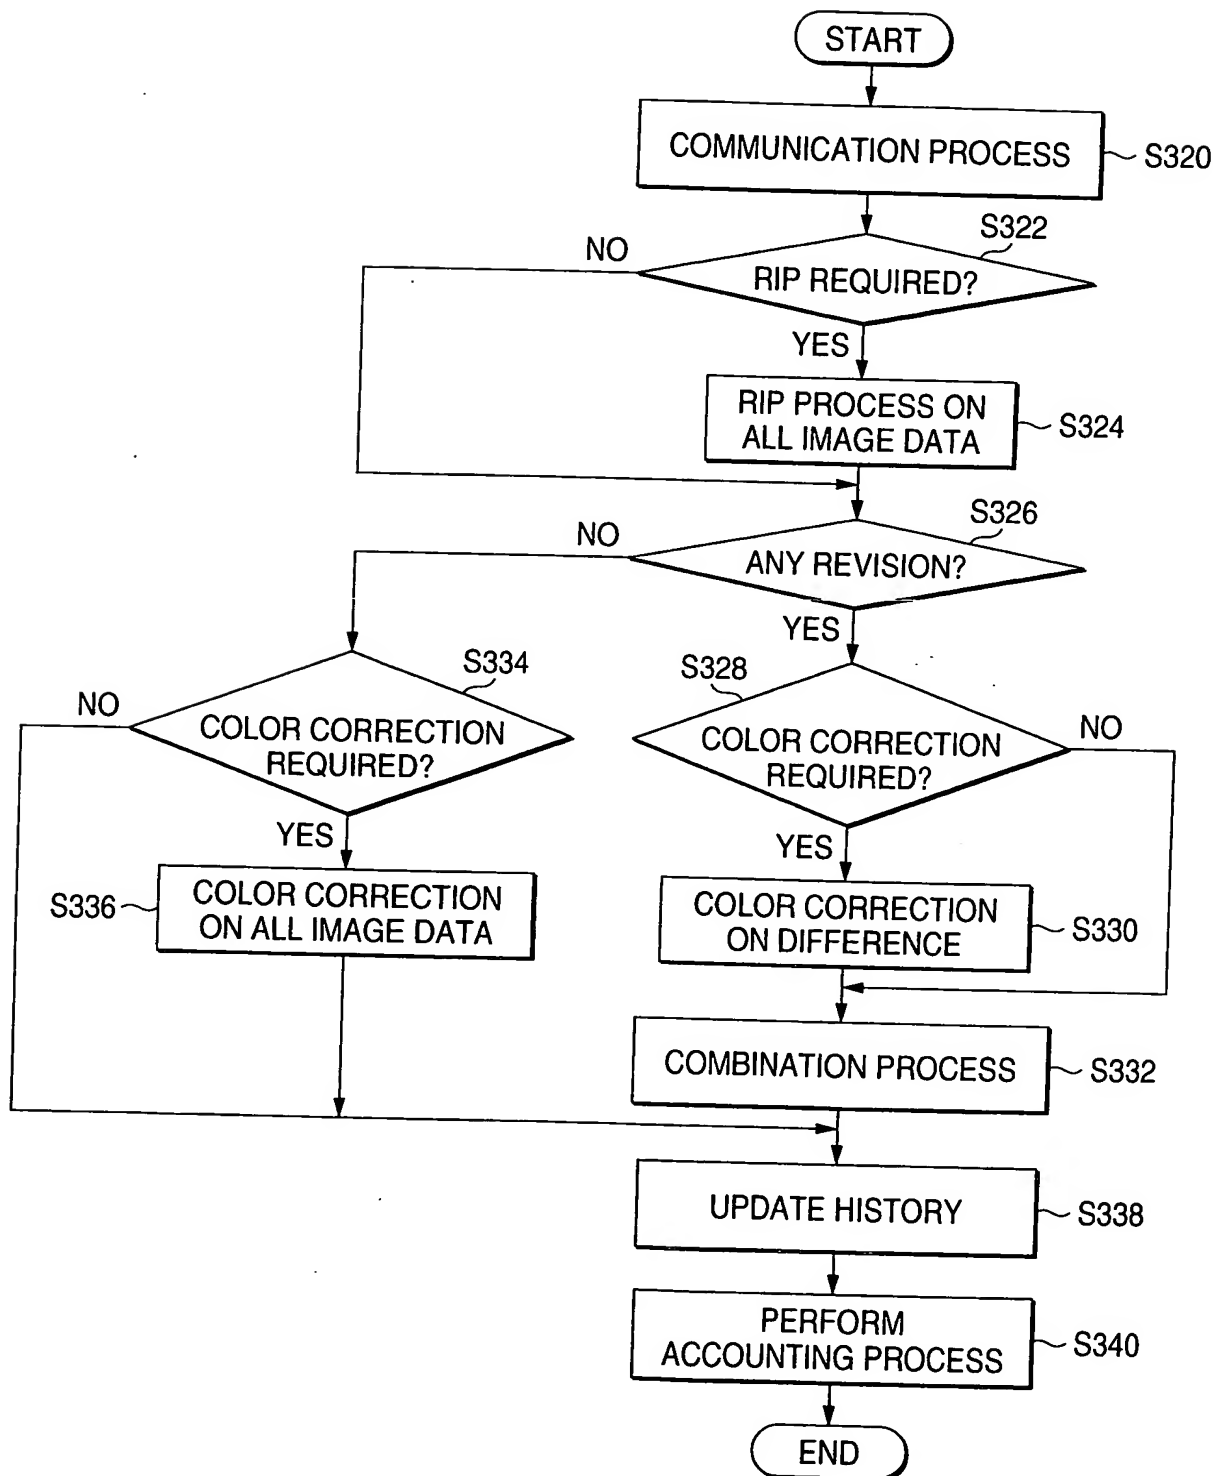 START
COMMUNICATION PROCESS
S320
S322
NO
RIP REQUIRED?
YES
RIP PROCESS ON
ALL IMAGE DATA
S324
S326
NO
ANY REVISION?
YES
S334
NO
COLOR CORRECTION
REQUIRED?
YES
S336
COLOR CORRECTION
ON ALL IMAGE DATA
S328
COLOR CORRECTION
REQUIRED?
NO
YES
COLOR CORRECTION
ON DIFFERENCE
S330
COMBINATION PROCESS
S332
UPDATE HISTORY
S338
PERFORM
ACCOUNTING PROCESS
S340
END